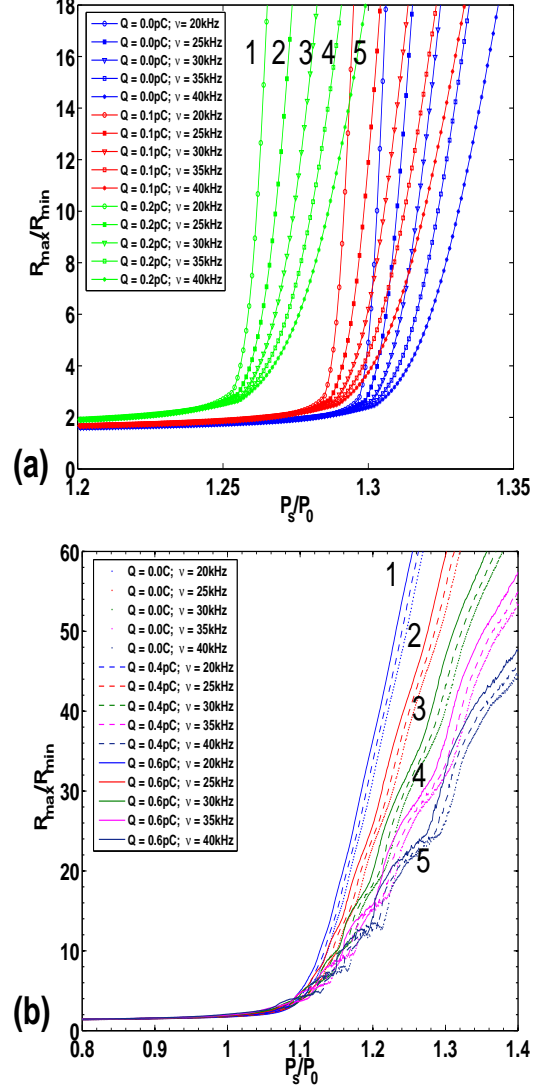 18
16
14
12
10
8
6
4
2
0
R_max/R_min
Q = 0.0pC; ν = 20kHz
Q = 0.0pC; ν = 25kHz
Q = 0.0pC; ν = 30kHz
Q = 0.0pC; ν = 35kHz
Q = 0.0pC; ν = 40kHz
Q = 0.1pC; ν = 20kHz
Q = 0.1pC; ν = 25kHz
Q = 0.1pC; ν = 30kHz
Q = 0.1pC; ν = 35kHz
Q = 0.1pC; ν = 40kHz
Q = 0.2pC; ν = 20kHz
Q = 0.2pC; ν = 25kHz
Q = 0.2pC; ν = 30kHz
Q = 0.2pC; ν = 35kHz
Q = 0.2pC; ν = 40kHz
1 2 3 4 5
(a)
1.2 1.25 1.3 1.35
P_s/P_0
60
50
40
30
20
10
0
R_max/R_min
Q = 0.0C; ν = 20kHz
Q = 0.0C; ν = 25kHz
Q = 0.0C; ν = 30kHz
Q = 0.0C; ν = 35kHz
Q = 0.0C; ν = 40kHz
Q = 0.4pC; ν = 20kHz
Q = 0.4pC; ν = 25kHz
Q = 0.4pC; ν = 30kHz
Q = 0.4pC; ν = 35kHz
Q = 0.4pC; ν = 40kHz
Q = 0.6pC; ν = 20kHz
Q = 0.6pC; ν = 25kHz
Q = 0.6pC; ν = 30kHz
Q = 0.6pC; ν = 35kHz
Q = 0.6pC; ν = 40kHz
1
2
3
4
5
(b)
0.8 0.9 1 1.1 1.2 1.3 1.4
P_s/P_0